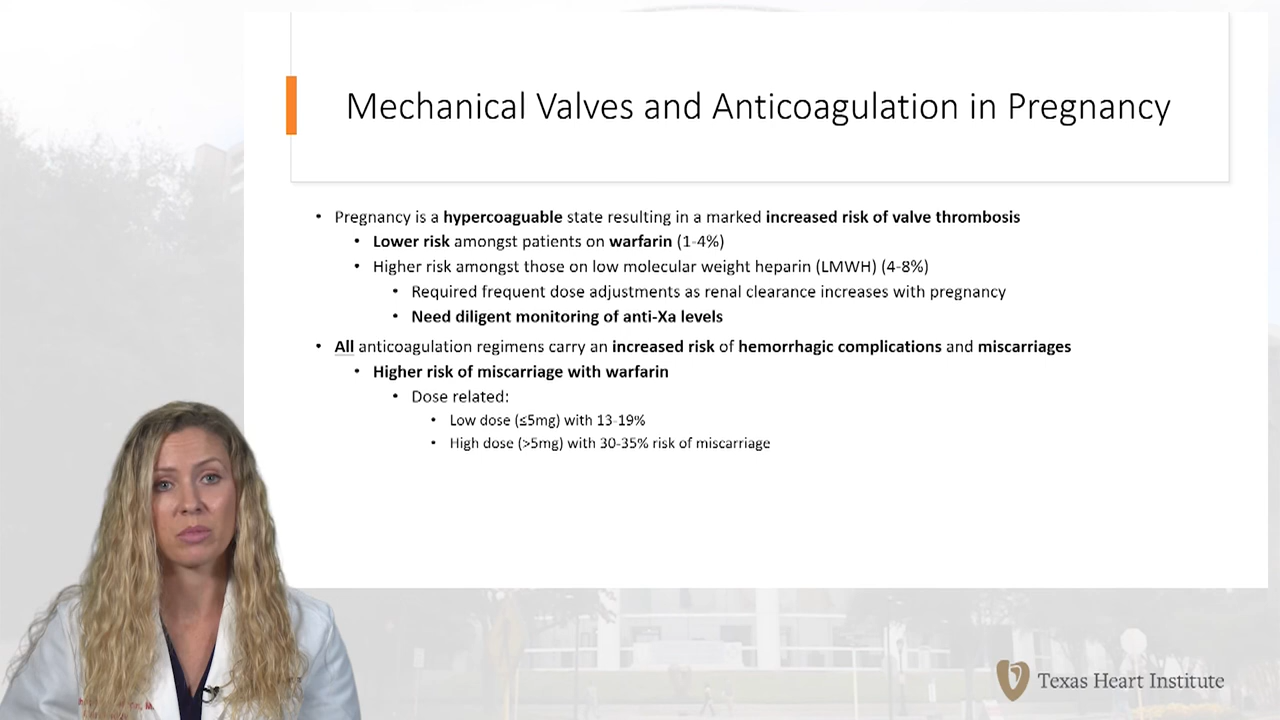 Mechanical Valves and Anticoagulation in Pregnancy
• Pregnancy is a hypercoaguable state resulting in a marked increased risk of valve thrombosis
• Lower risk amongst patients on warfarin (1-4%)
• Higher risk amongst those on low molecular weight heparin (LMWH) (4-8%)
• Required frequent dose adjustments as renal clearance increases with pregnancy
• Need diligent monitoring of anti-Xa levels
• All anticoagulation regimens carry an increased risk of hemorrhagic complications and miscarriages
• Higher risk of miscarriage with warfarin
• Dose related:
• Low dose (≤5mg) with 13-19%
• High dose (>5mg) with 30-35% risk of miscarriage
Texas Heart Institute